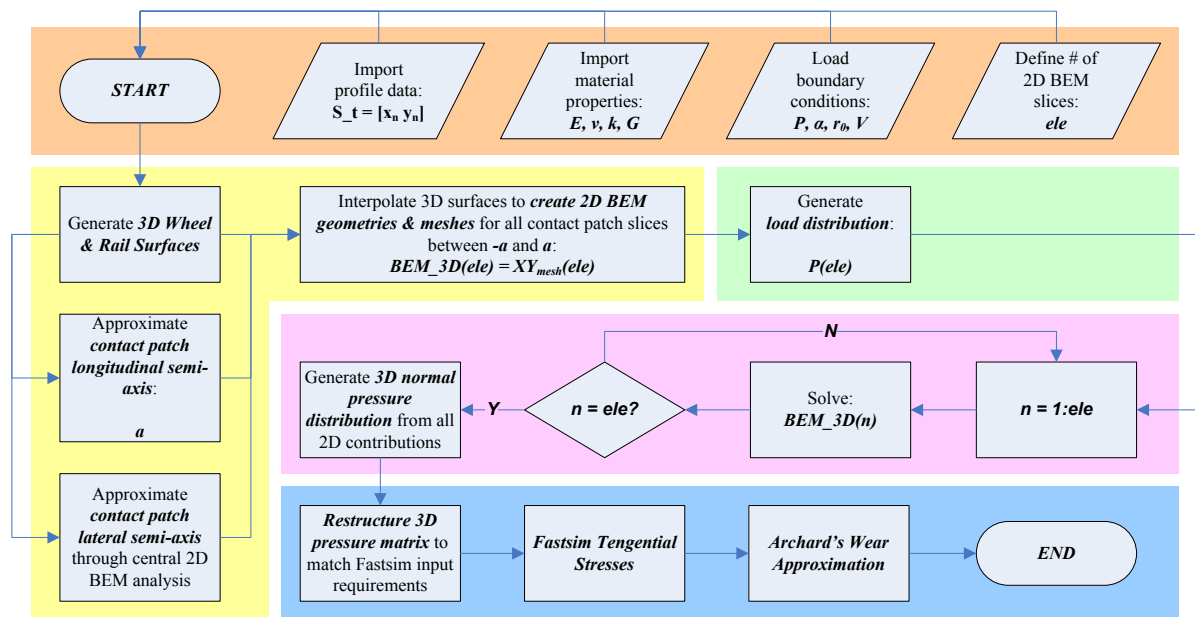 START
Import
profile data:
S_t = [xₙ yₙ]
Import
material
properties:
E, v, k, G
Load
boundary
conditions:
P, α, r₀, V
Define # of
2D BEM
slices:
ele
Generate 3D Wheel
& Rail Surfaces
Interpolate 3D surfaces to create 2D BEM
geometries & meshes for all contact patch slices
between -a and a:
BEM_3D(ele) = XYmesh(ele)
Generate
load distribution:
P(ele)
Approximate
contact patch
longitudinal semi-
axis:
a
Approximate
contact patch
lateral semi-axis
through central 2D
BEM analysis
N
Generate 3D normal
pressure
distribution from all
2D contributions
Y
n = ele?
Solve:
BEM_3D(n)
n = 1:ele
Restructure 3D
pressure matrix to
match Fastsim input
requirements
Fastsim Tengential
Stresses
Archard's Wear
Approximation
END